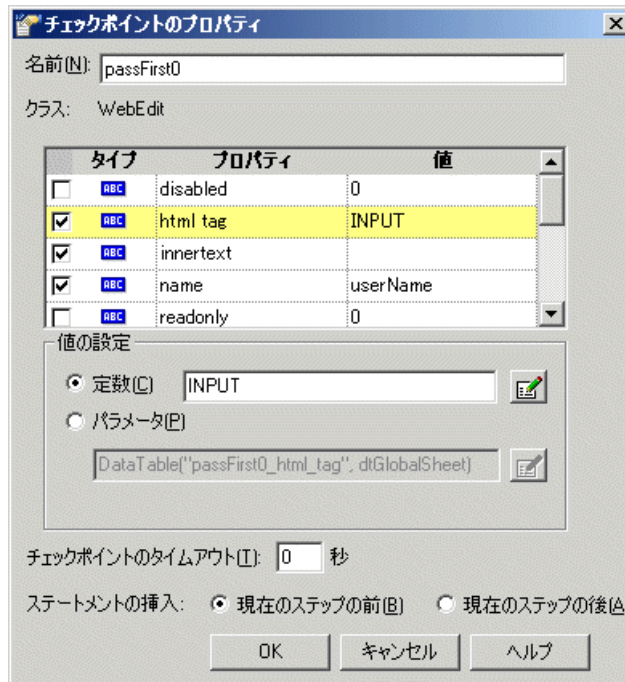 チェックポイントのプロパティ
名前(N): passFirst0
クラス: WebEdit
タイプ プロパティ 値
ABC disabled 0
ABC html tag INPUT
ABC innertext
ABC name userName
ABC readonly 0
値の設定
定数(C) INPUT
パラメータ(P)
DataTable("passFirst0_html_tag", dtGlobalSheet)
チェックポイントのタイムアウト(T): 0 秒
ステートメントの挿入: 現在のステップの前(B) 現在のステップの後(A
OK キャンセル ヘルプ